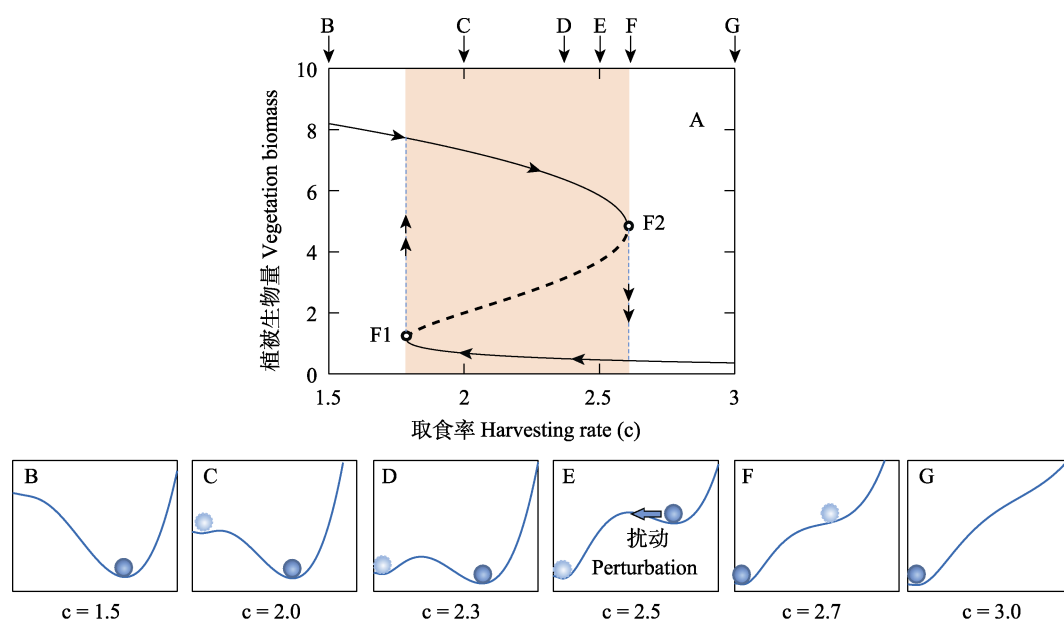 B C D E F G
10
8
6
4
2
0
植被生物量 Vegetation biomass
A
F2
F1
1.5 2 2.5 3
取食率 Harvesting rate (c)
B C D E F G
扰动
Perturbation
c = 1.5 c = 2.0 c = 2.3 c = 2.5 c = 2.7 c = 3.0